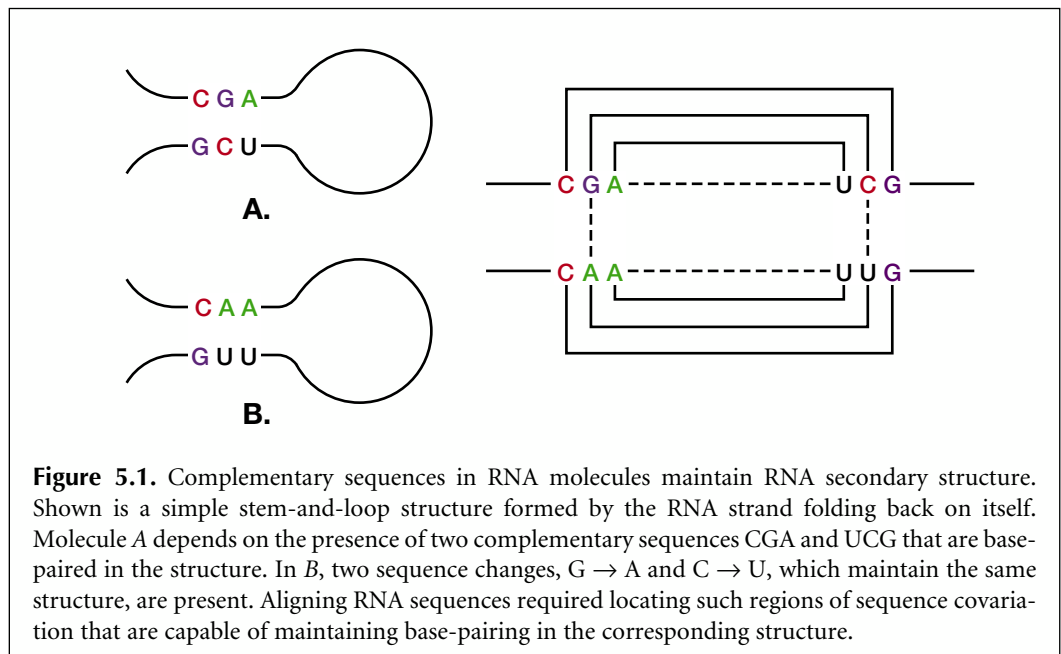 C G A
G C U
A.
C A A
G U U
B.
C G A U C G
C A A U U G
Figure 5.1. Complementary sequences in RNA molecules maintain RNA secondary structure.
Shown is a simple stem-and-loop structure formed by the RNA strand folding back on itself.
Molecule A depends on the presence of two complementary sequences CGA and UCG that are base-
paired in the structure. In B, two sequence changes, G → A and C → U, which maintain the same
structure, are present. Aligning RNA sequences required locating such regions of sequence covaria-
tion that are capable of maintaining base-pairing in the corresponding structure.